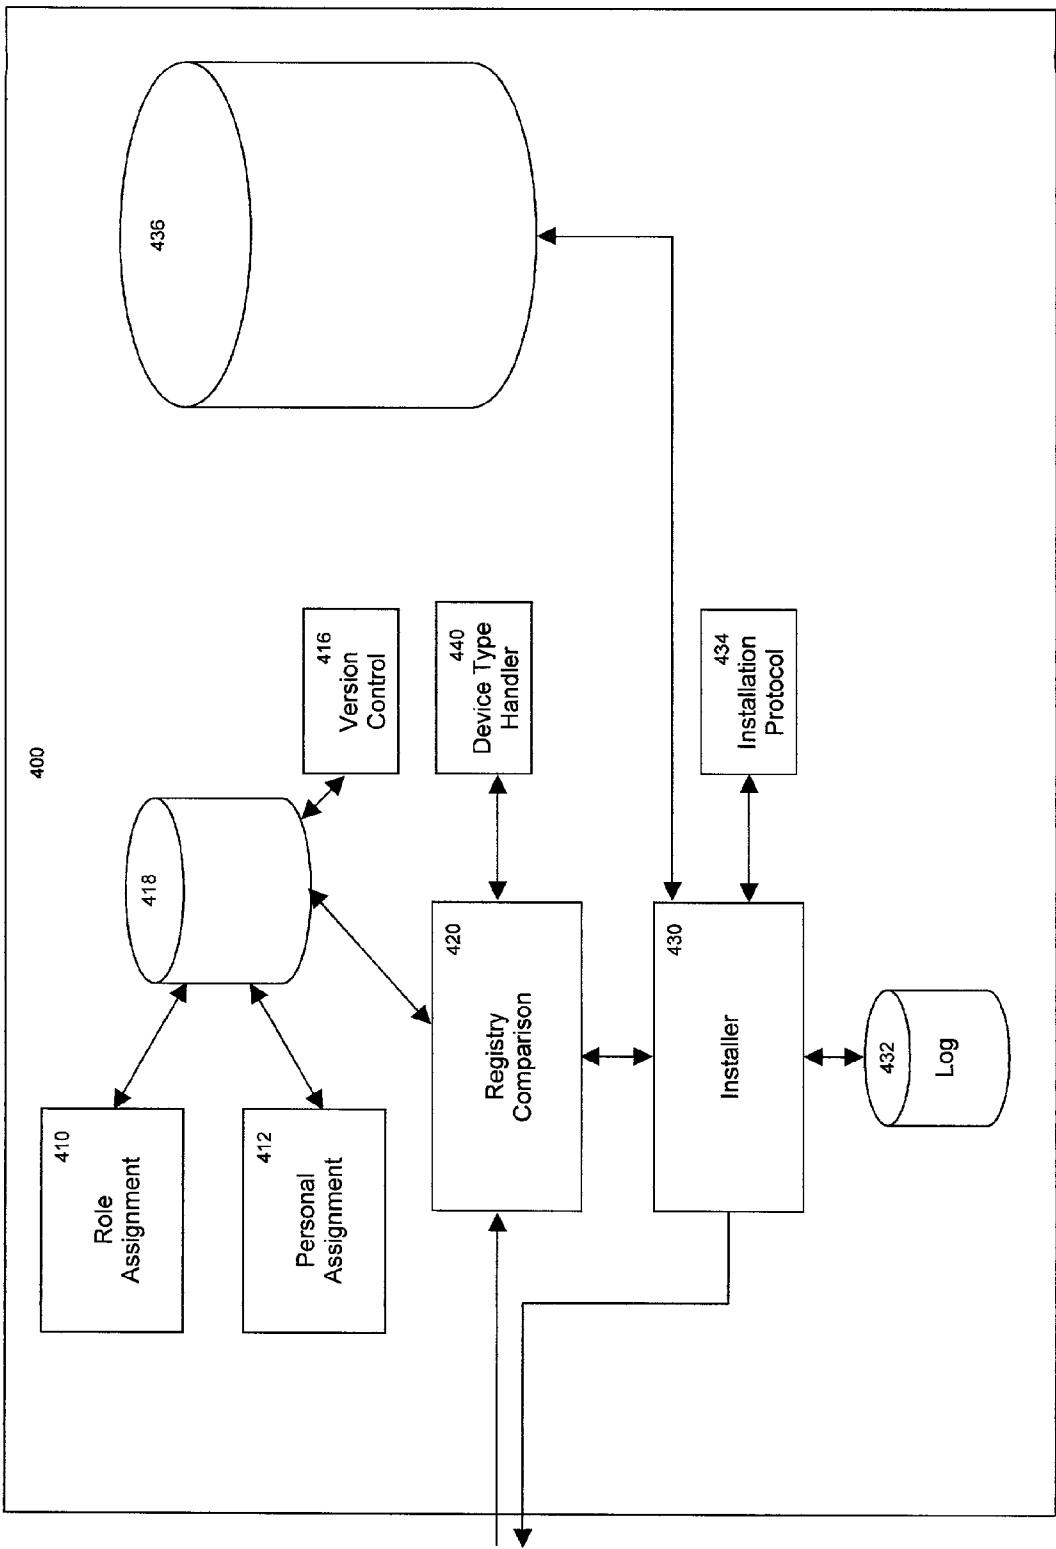 400
436
418
416
Version
Control
410
Role
Assignment
412
Personal
Assignment
440
Device Type
Handler
420
Registry
Comparison
430
Installer
434
Installation
Protocol
432
Log